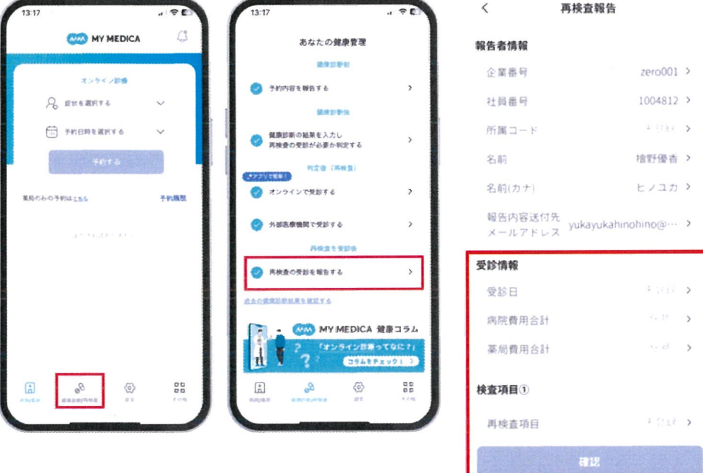 13:17
MY MEDICA
オンライン診療
症状を選択する
予約日時を選択する
予約する
薬局のみの予約はこちら
予約履歴
13:17
あなたの健康管理
健康診断前
予約内容を報告する
健康診断後
健康診断の結果を入力し
再検査の受診が必要か判定する
判定後（再検査）
アプリで簡単！
オンラインで受診する
外部医療機関で受診する
再検査を受診後
再検査の受診を報告する
過去の健康診断結果を確認する
MY MEDICA 健康コラム
「オンライン診療ってなに？」
コラムをチェック！
再検査報告
報告者情報
企業番号 zero001
社員番号 1004812
所属コード
名前 檜野優香
名前(カナ) ヒノユカ
報告内容送付先
メールアドレス yukayukahinohino@…
受診情報
受診日
病院費用合計
薬局費用合計
検査項目①
再検査項目
確認